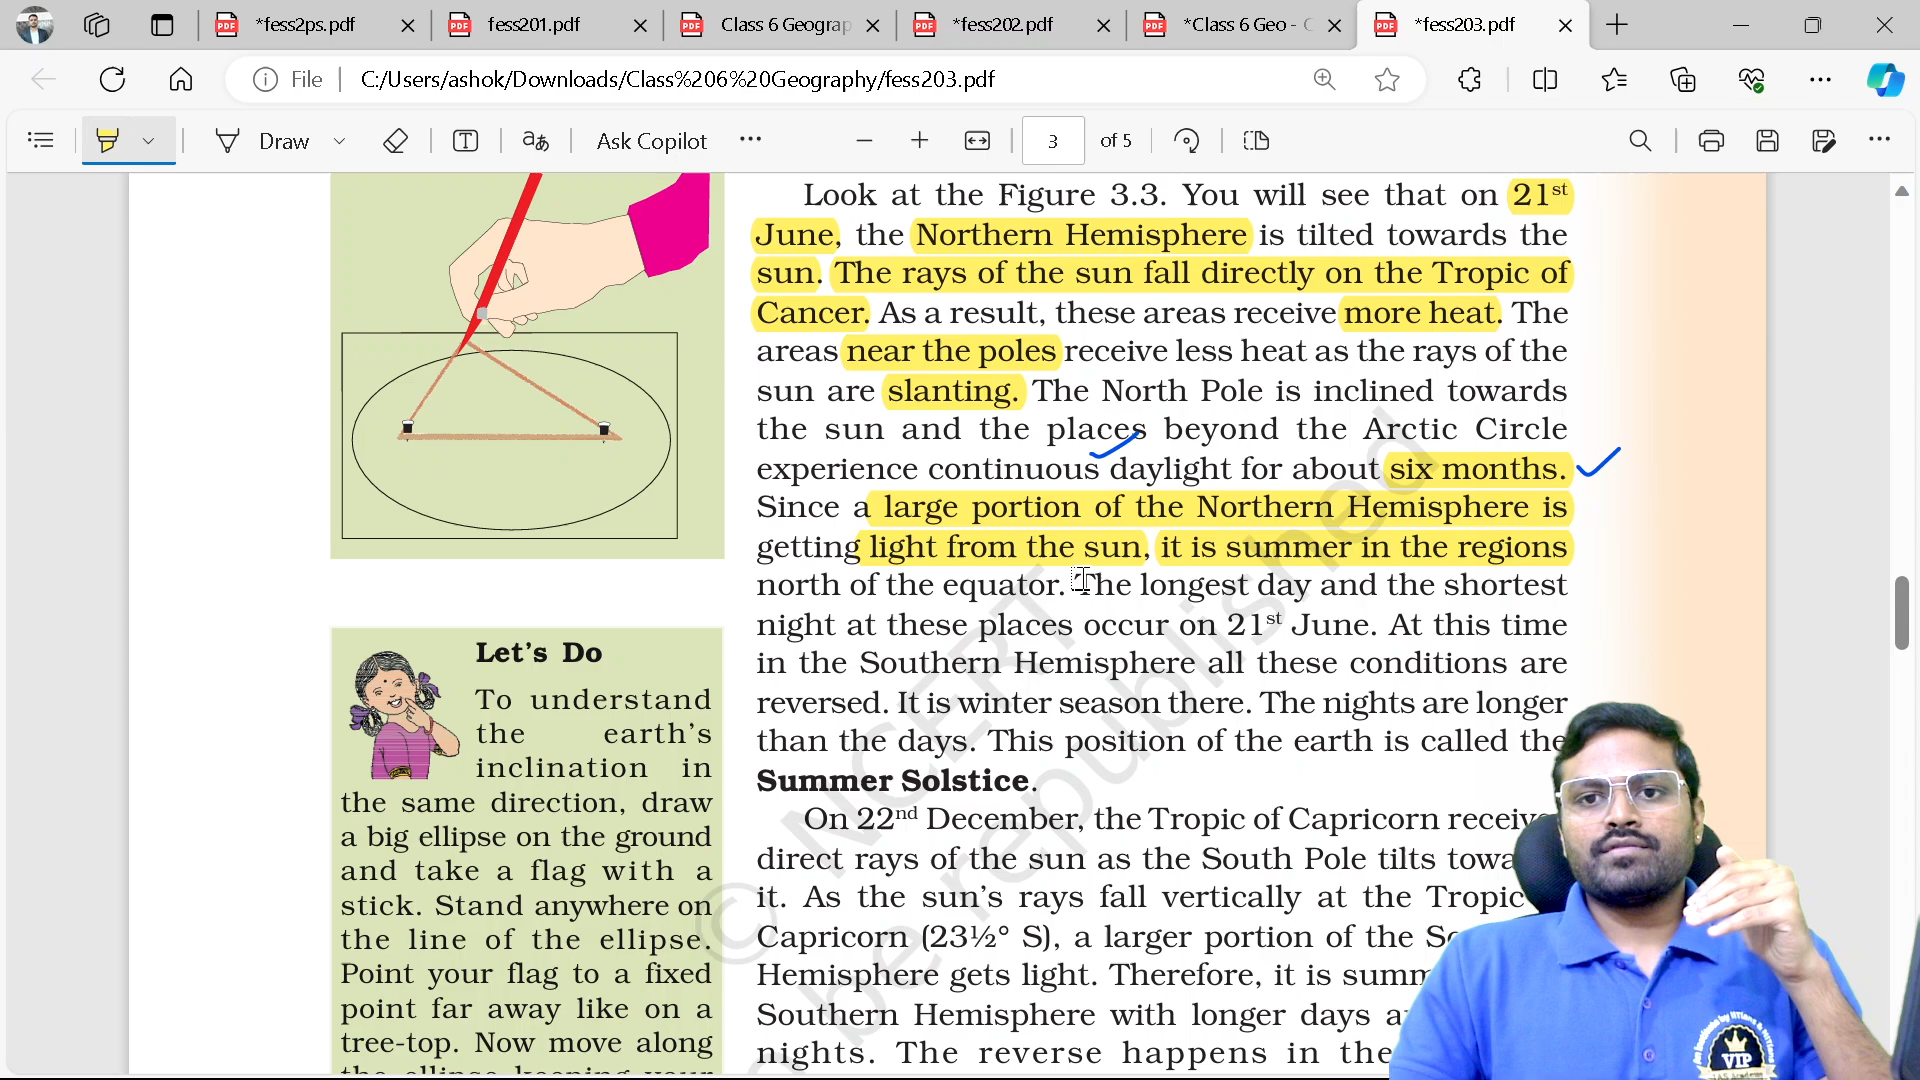 *fess2ps.pdf
fess201.pdf
Class 6 Geograp
*fess202.pdf
*Class 6 Geo - C
*fess203.pdf
File
C:/Users/ashok/Downloads/Class%206%20Geography/fess203.pdf
Draw
aあ
Ask Copilot
3 of 5
Look at the Figure 3.3. You will see that on 21st
June, the Northern Hemisphere is tilted towards the
sun. The rays of the sun fall directly on the Tropic of
Cancer. As a result, these areas receive more heat. The
areas near the poles receive less heat as the rays of the
sun are slanting. The North Pole is inclined towards
the sun and the places beyond the Arctic Circle
experience continuous daylight for about six months.
Since a large portion of the Northern Hemisphere is
getting light from the sun, it is summer in the regions
north of the equator. The longest day and the shortest
night at these places occur on 21st June. At this time
in the Southern Hemisphere all these conditions are
reversed. It is winter season there. The nights are longer
than the days. This position of the earth is called the
Summer Solstice.
On 22nd December, the Tropic of Capricorn receiv
direct rays of the sun as the South Pole tilts towa
it. As the sun's rays fall vertically at the Tropic
Capricorn (23½° S), a larger portion of the S
Hemisphere gets light. Therefore, it is summ
Southern Hemisphere with longer days a
nights. The reverse happens in the
Let's Do
To understand
the earth's
inclination in
the same direction, draw
a big ellipse on the ground
and take a flag with a
stick. Stand anywhere on
the line of the ellipse.
Point your flag to a fixed
point far away like on a
tree-top. Now move along
the ellipse keeping your
© NCERT
be republished
VIP
IAS Academy